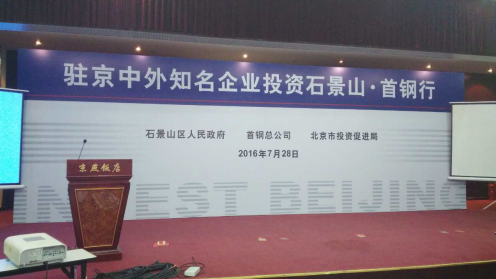 驻京中外知名企业投资石景山·首钢行
石景山区人民政府 首钢总公司 北京市投资促进局
2016年7月28日
京燕饭店
INVEST BEIJING